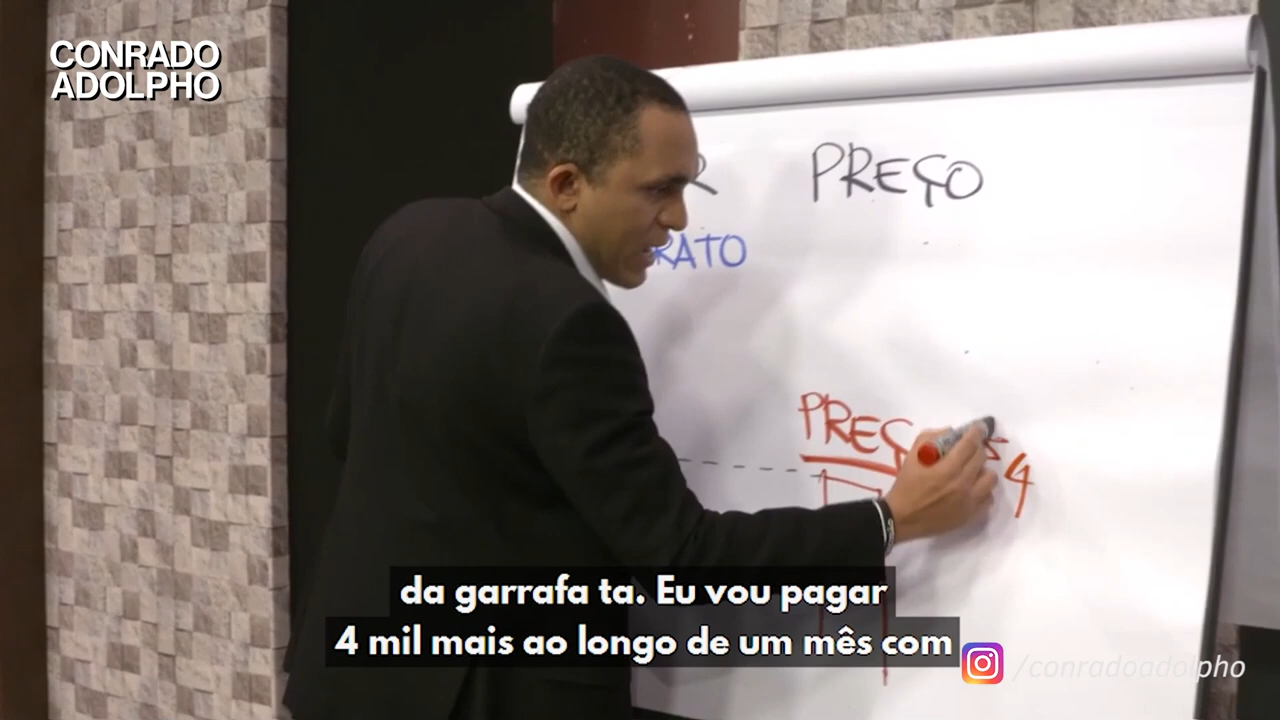 CONRADO
ADOLPHO
PREÇO
RATO
4
da garrafa ta. Eu vou pagar
4 mil mais ao longo de um mês com
/conradoadolpho